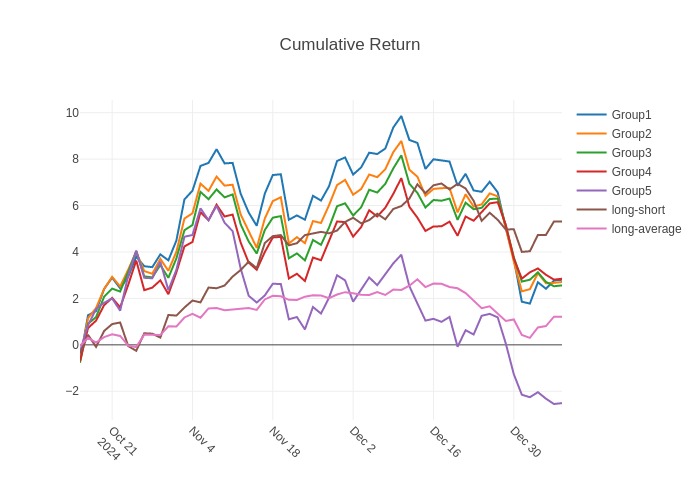 Cumulative Return
10
8
6
4
2
0
−2
Oct 21
2024
Nov 4
Nov 18
Dec 2
Dec 16
Dec 30
Group1
Group2
Group3
Group4
Group5
long-short
long-average